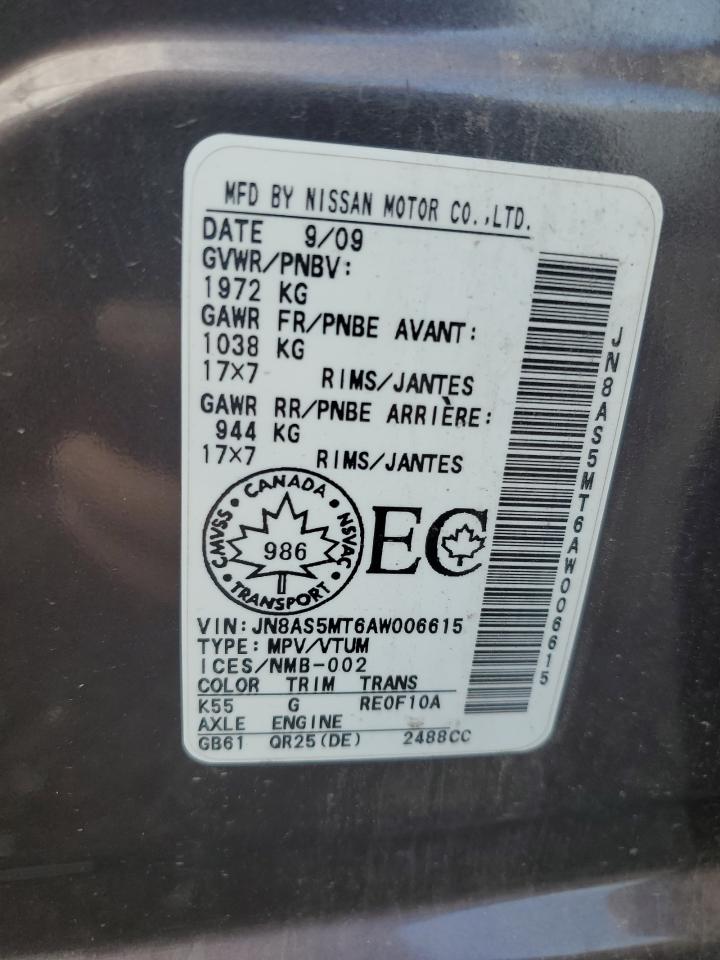 MFD BY NISSAN MOTOR CO.,LTD.
DATE 9/09
GVWR/PNBV:
1972 KG
GAWR FR/PNBE AVANT:
1038 KG
17×7 RIMS/JANTES
GAWR RR/PNBE ARRIÈRE:
944 KG
17×7 RIMS/JANTES
CANADA
CMVSS 986 NSVAC
TRANSPORT
EC
VIN:JN8AS5MT6AW006615
TYPE:MPV/VTUM
ICES/NMB-002
COLOR TRIM TRANS
K55 G RE0F10A
AXLE ENGINE
GB61 QR25(DE) 2488CC
JN8AS5MT6AW006615